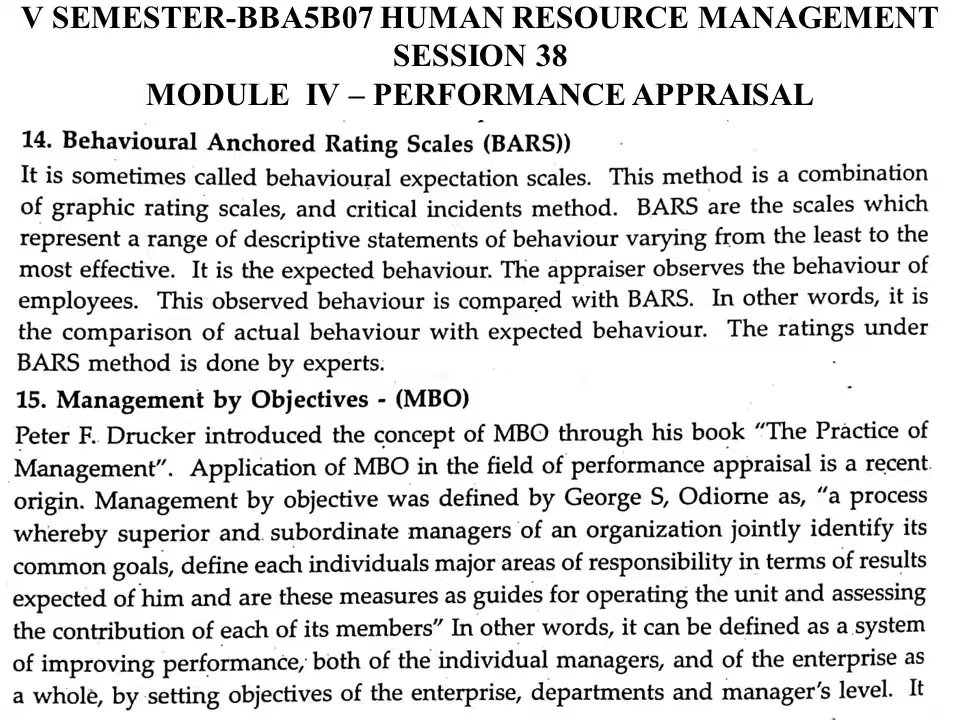 V SEMESTER-BBA5B07 HUMAN RESOURCE MANAGEMENT
SESSION 38
MODULE IV – PERFORMANCE APPRAISAL
14. Behavioural Anchored Rating Scales (BARS))
It is sometimes called behavioural expectation scales. This method is a combination
of graphic rating scales, and critical incidents method. BARS are the scales which
represent a range of descriptive statements of behaviour varying from the least to the
most effective. It is the expected behaviour. The appraiser observes the behaviour of
employees. This observed behaviour is compared with BARS. In other words, it is
the comparison of actual behaviour with expected behaviour. The ratings under
BARS method is done by experts.
15. Management by Objectives - (MBO)
Peter F. Drucker introduced the concept of MBO through his book “The Practice of
Management”. Application of MBO in the field of performance appraisal is a recent
origin. Management by objective was defined by George S, Odiorne as, “a process
whereby superior and subordinate managers of an organization jointly identify its
common goals, define each individuals major areas of responsibility in terms of results
expected of him and are these measures as guides for operating the unit and assessing
the contribution of each of its members” In other words, it can be defined as a system
of improving performance, both of the individual managers, and of the enterprise as
a whole, by setting objectives of the enterprise, departments and manager’s level. It